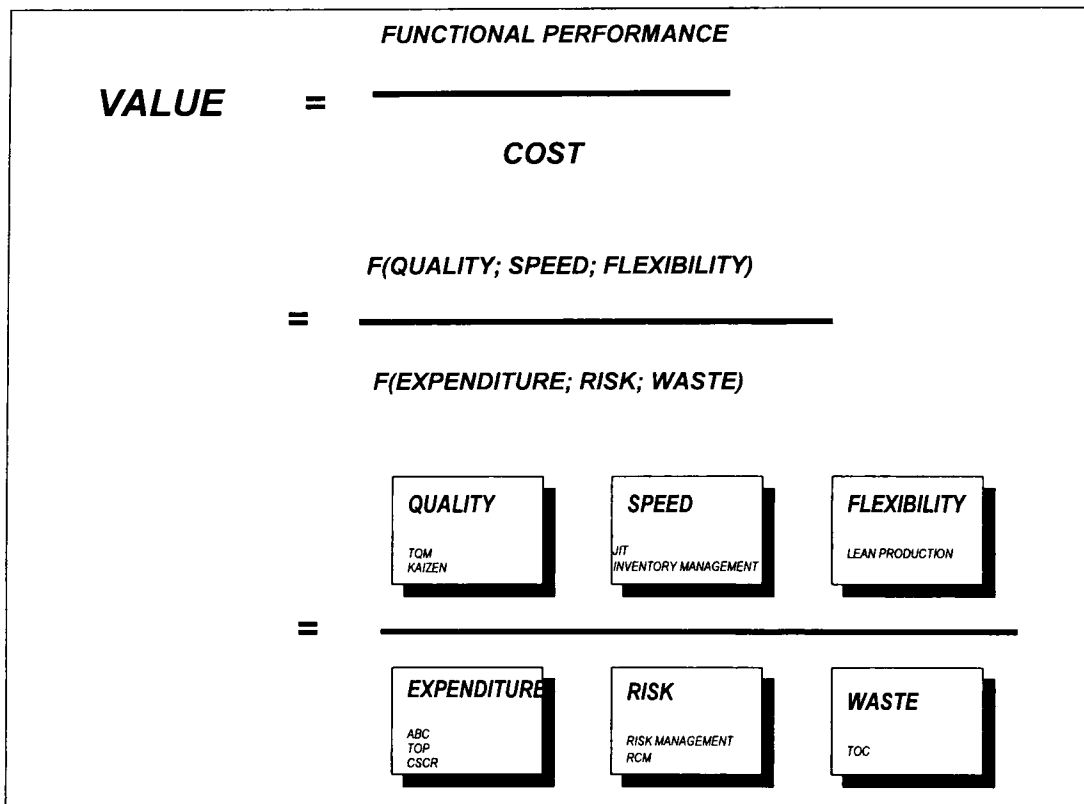 FUNCTIONAL PERFORMANCE
VALUE =
COST
F(QUALITY; SPEED; FLEXIBILITY)
=
F(EXPENDITURE; RISK; WASTE)
QUALITY
TQM
KAIZEN
SPEED
JIT
INVENTORY MANAGEMENT
FLEXIBILITY
LEAN PRODUCTION
=
EXPENDITURE
ABC
TOP
CSCR
RISK
RISK MANAGEMENT
RCM
WASTE
TOC